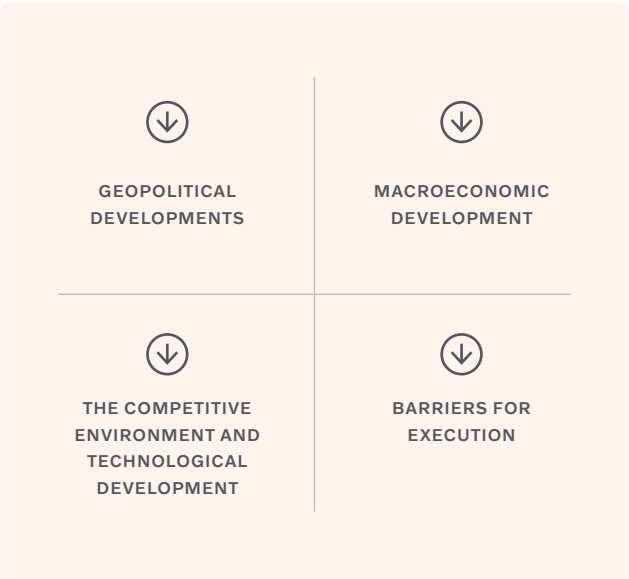 GEOPOLITICAL
DEVELOPMENTS
MACROECONOMIC
DEVELOPMENT
THE COMPETITIVE
ENVIRONMENT AND
TECHNOLOGICAL
DEVELOPMENT
BARRIERS FOR
EXECUTION